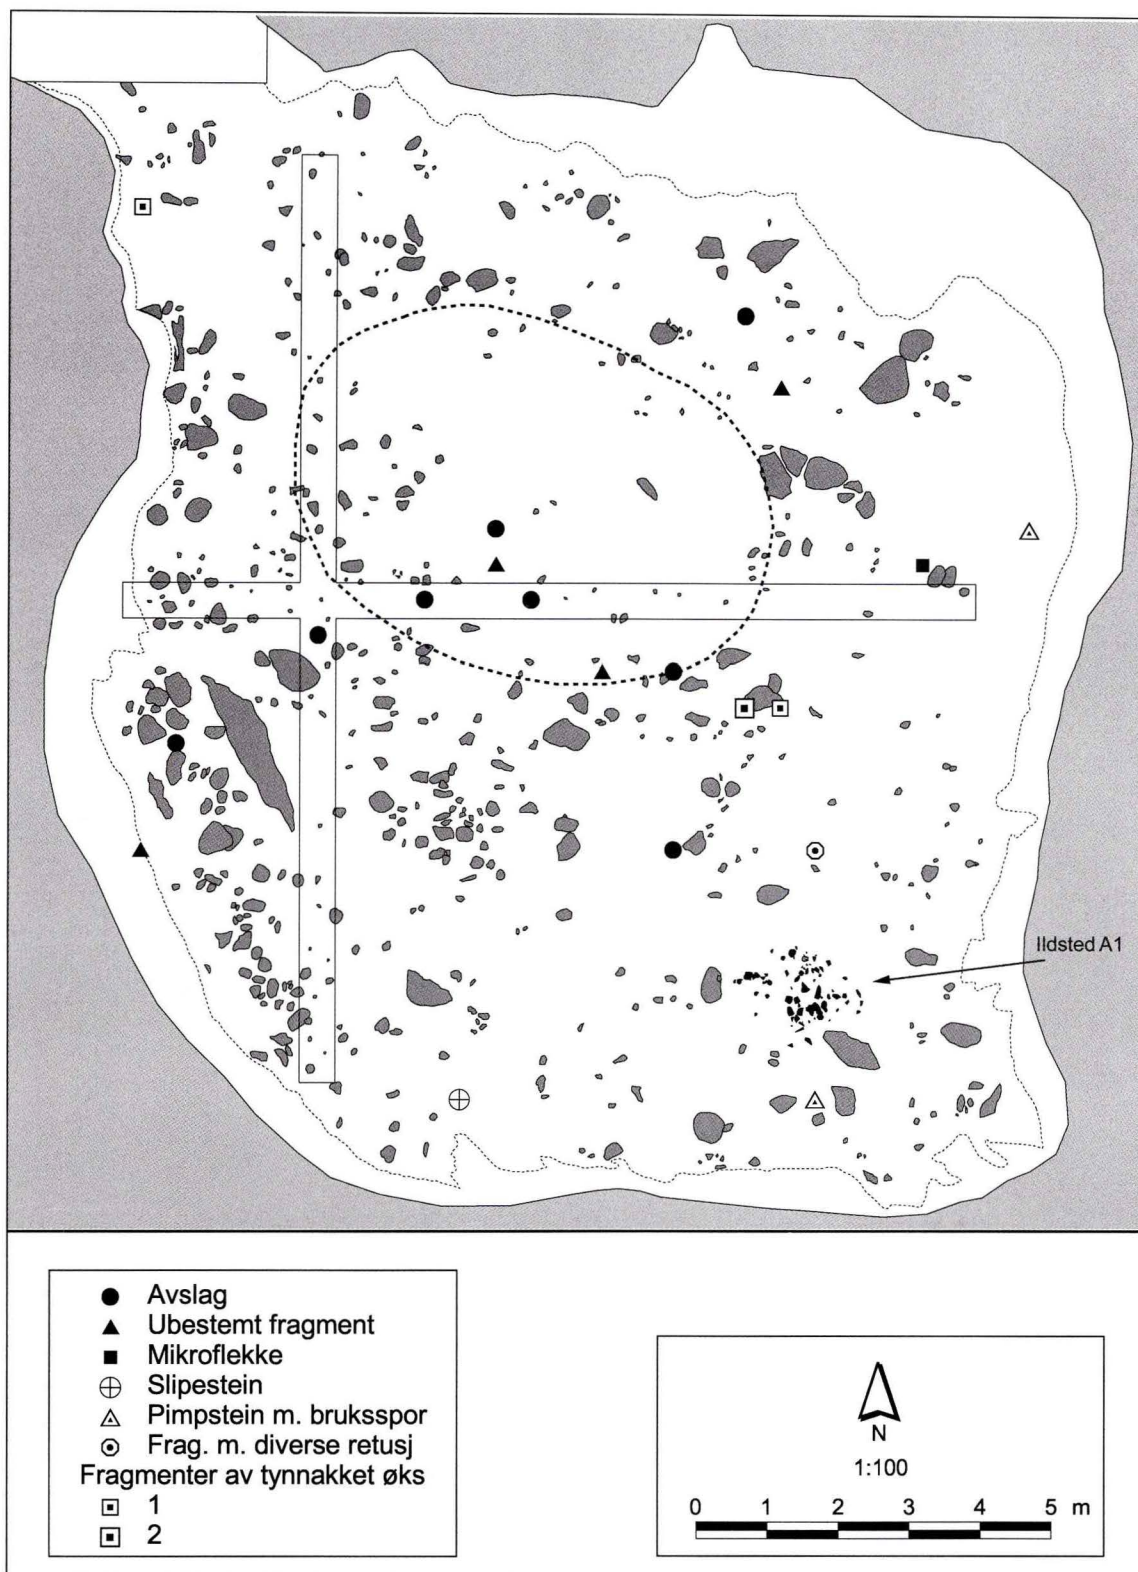 Ildsted A1
Avslag
Ubestemt fragment
Mikroflekke
Slipestein
Pimpstein m. bruksspor
Frag. m. diverse retusj
Fragmenter av tynnakket øks
1
2
N
1:100
0 1 2 3 4 5 m